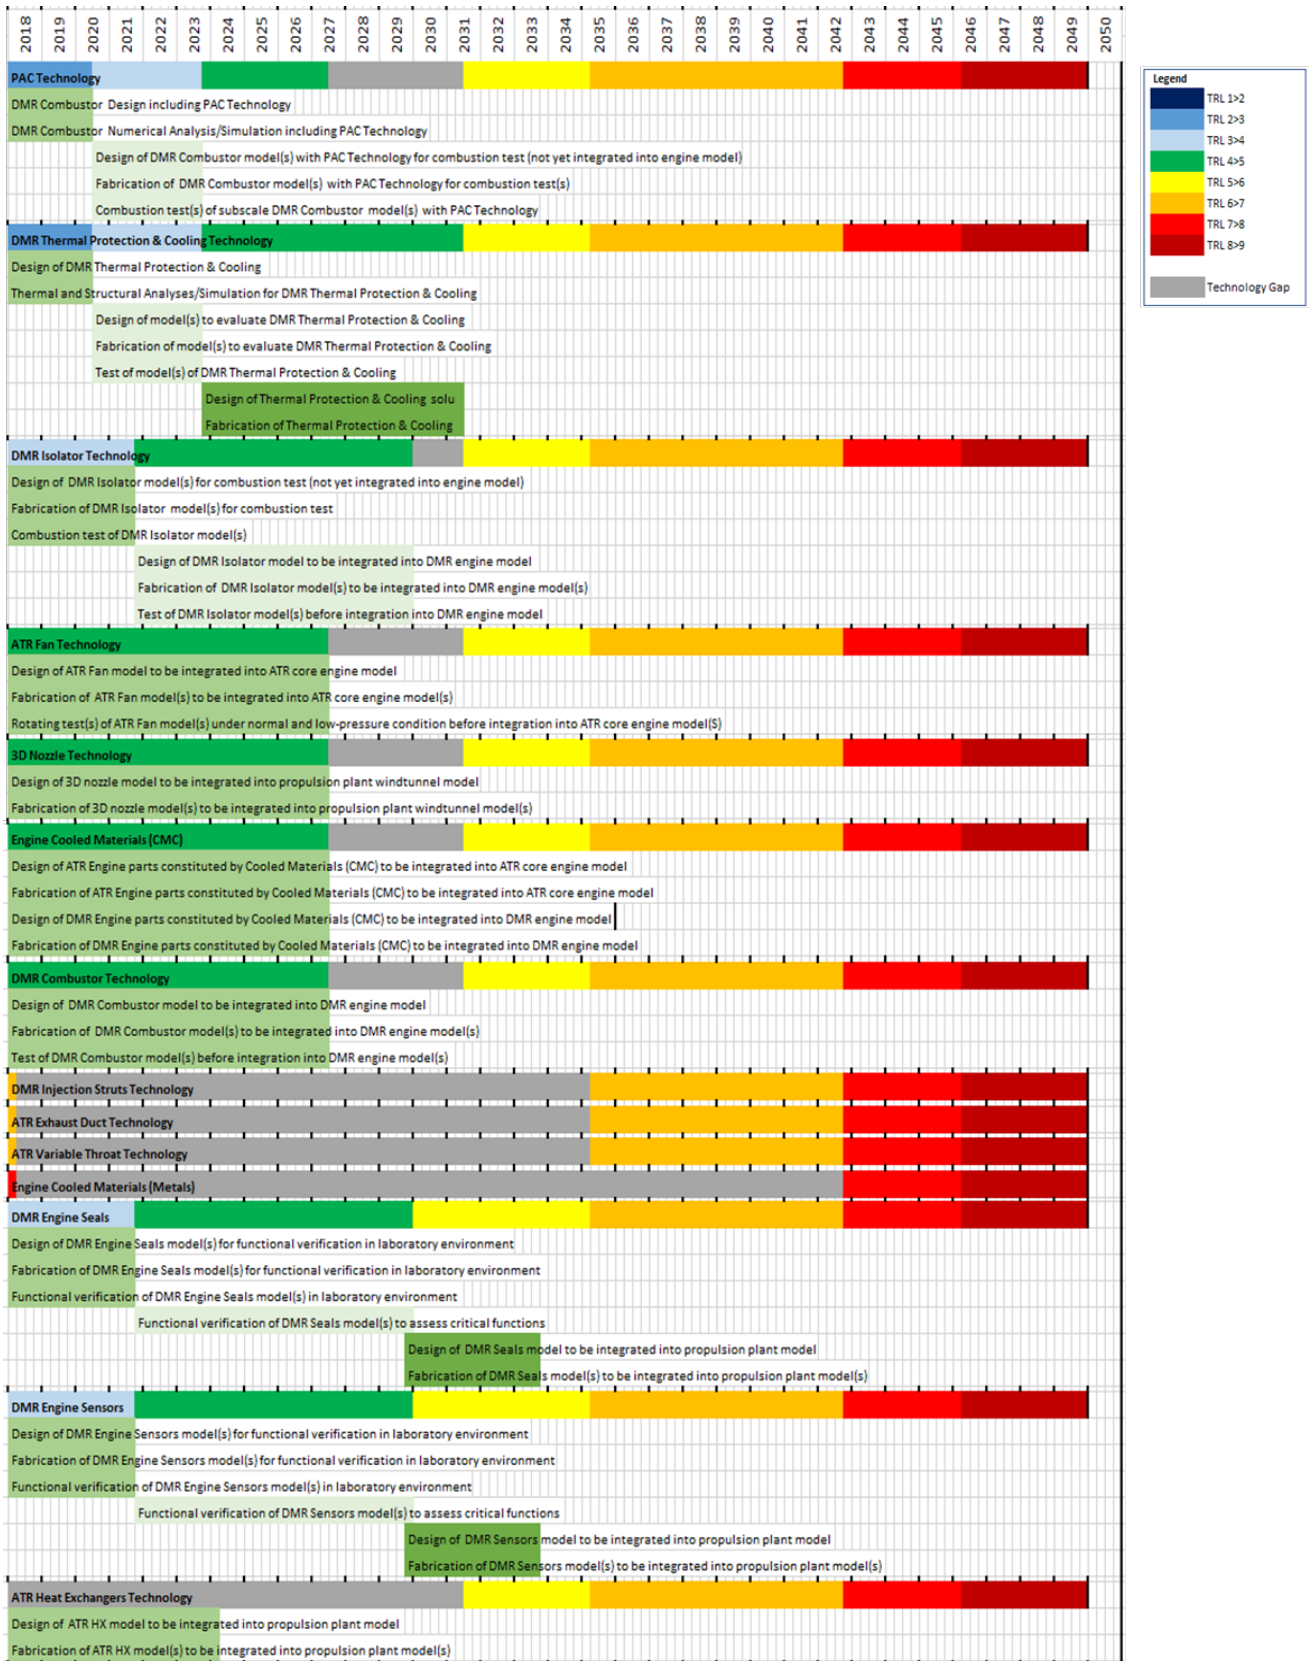 2018 2019 2020 2021 2022 2023 2024 2025 2026 2027 2028 2029 2030 2031 2032 2033 2034 2035 2036 2037 2038 2039 2040 2041 2042 2043 2044 2045 2046 2047 2048 2049 2050
PAC Technology
DMR Combustor Design including PAC Technology
DMR Combustor Numerical Analysis/Simulation including PAC Technology
Design of DMR Combustor model(s) with PAC Technology for combustion test (not yet integrated into engine model)
Fabrication of DMR Combustor model(s) with PAC Technology for combustion test(s)
Combustion test(s) of subscale DMR Combustor model(s) with PAC Technology
DMR Thermal Protection & Cooling Technology
Design of DMR Thermal Protection & Cooling
Thermal and Structural Analyses/Simulation for DMR Thermal Protection & Cooling
Design of model(s) to evaluate DMR Thermal Protection & Cooling
Fabrication of model(s) to evaluate DMR Thermal Protection & Cooling
Test of model(s) of DMR Thermal Protection & Cooling
Design of Thermal Protection & Cooling solu
Fabrication of Thermal Protection & Cooling
DMR Isolator Technology
Design of DMR Isolator model(s) for combustion test (not yet integrated into engine model)
Fabrication of DMR Isolator model(s) for combustion test
Combustion test of DMR Isolator model(s)
Design of DMR Isolator model to be integrated into DMR engine model
Fabrication of DMR Isolator model(s) to be integrated into DMR engine model(s)
Test of DMR Isolator model(s) before integration into DMR engine model
ATR Fan Technology
Design of ATR Fan model to be integrated into ATR core engine model
Fabrication of ATR Fan model(s) to be integrated into ATR core engine model(s)
Rotating test(s) of ATR Fan model(s) under normal and low-pressure condition before integration into ATR core engine model(S)
3D Nozzle Technology
Design of 3D nozzle model to be integrated into propulsion plant windtunnel model
Fabrication of 3D nozzle model(s) to be integrated into propulsion plant windtunnel model(s)
Engine Cooled Materials (CMC)
Design of ATR Engine parts constituted by Cooled Materials (CMC) to be integrated into ATR core engine model
Fabrication of ATR Engine parts constituted by Cooled Materials (CMC) to be integrated into ATR core engine model
Design of DMR Engine parts constituted by Cooled Materials (CMC) to be integrated into DMR engine model
Fabrication of DMR Engine parts constituted by Cooled Materials (CMC) to be integrated into DMR engine model
DMR Combustor Technology
Design of DMR Combustor model to be integrated into DMR engine model
Fabrication of DMR Combustor model(s) to be integrated into DMR engine model(s)
Test of DMR Combustor model(s) before integration into DMR engine model(s)
DMR Injection Struts Technology
ATR Exhaust Duct Technology
ATR Variable Throat Technology
Engine Cooled Materials (Metals)
DMR Engine Seals
Design of DMR Engine Seals model(s) for functional verification in laboratory environment
Fabrication of DMR Engine Seals model(s) for functional verification in laboratory environment
Functional verification of DMR Engine Seals model(s) in laboratory environment
Functional verification of DMR Seals model(s) to assess critical functions
Design of DMR Seals model to be integrated into propulsion plant model
Fabrication of DMR Seals model(s) to be integrated into propulsion plant model(s)
DMR Engine Sensors
Design of DMR Engine Sensors model(s) for functional verification in laboratory environment
Fabrication of DMR Engine Sensors model(s) for functional verification in laboratory environment
Functional verification of DMR Engine Sensors model(s) in laboratory environment
Functional verification of DMR Sensors model(s) to assess critical functions
Design of DMR Sensors model to be integrated into propulsion plant model
Fabrication of DMR Sensors model(s) to be integrated into propulsion plant model(s)
ATR Heat Exchangers Technology
Design of ATR HX model to be integrated into propulsion plant model
Fabrication of ATR HX model(s) to be integrated into propulsion plant model(s)
Legend
TRL 1>2
TRL 2>3
TRL 3>4
TRL 4>5
TRL 5>6
TRL 6>7
TRL 7>8
TRL 8>9
Technology Gap